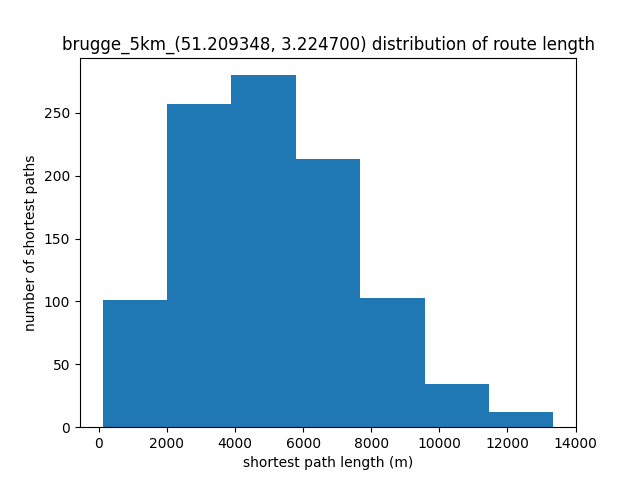 brugge_5km_(51.209348, 3.224700) distribution of route length
number of shortest paths
250
200
150
100
50
0
0 2000 4000 6000 8000 10000 12000 14000
shortest path length (m)